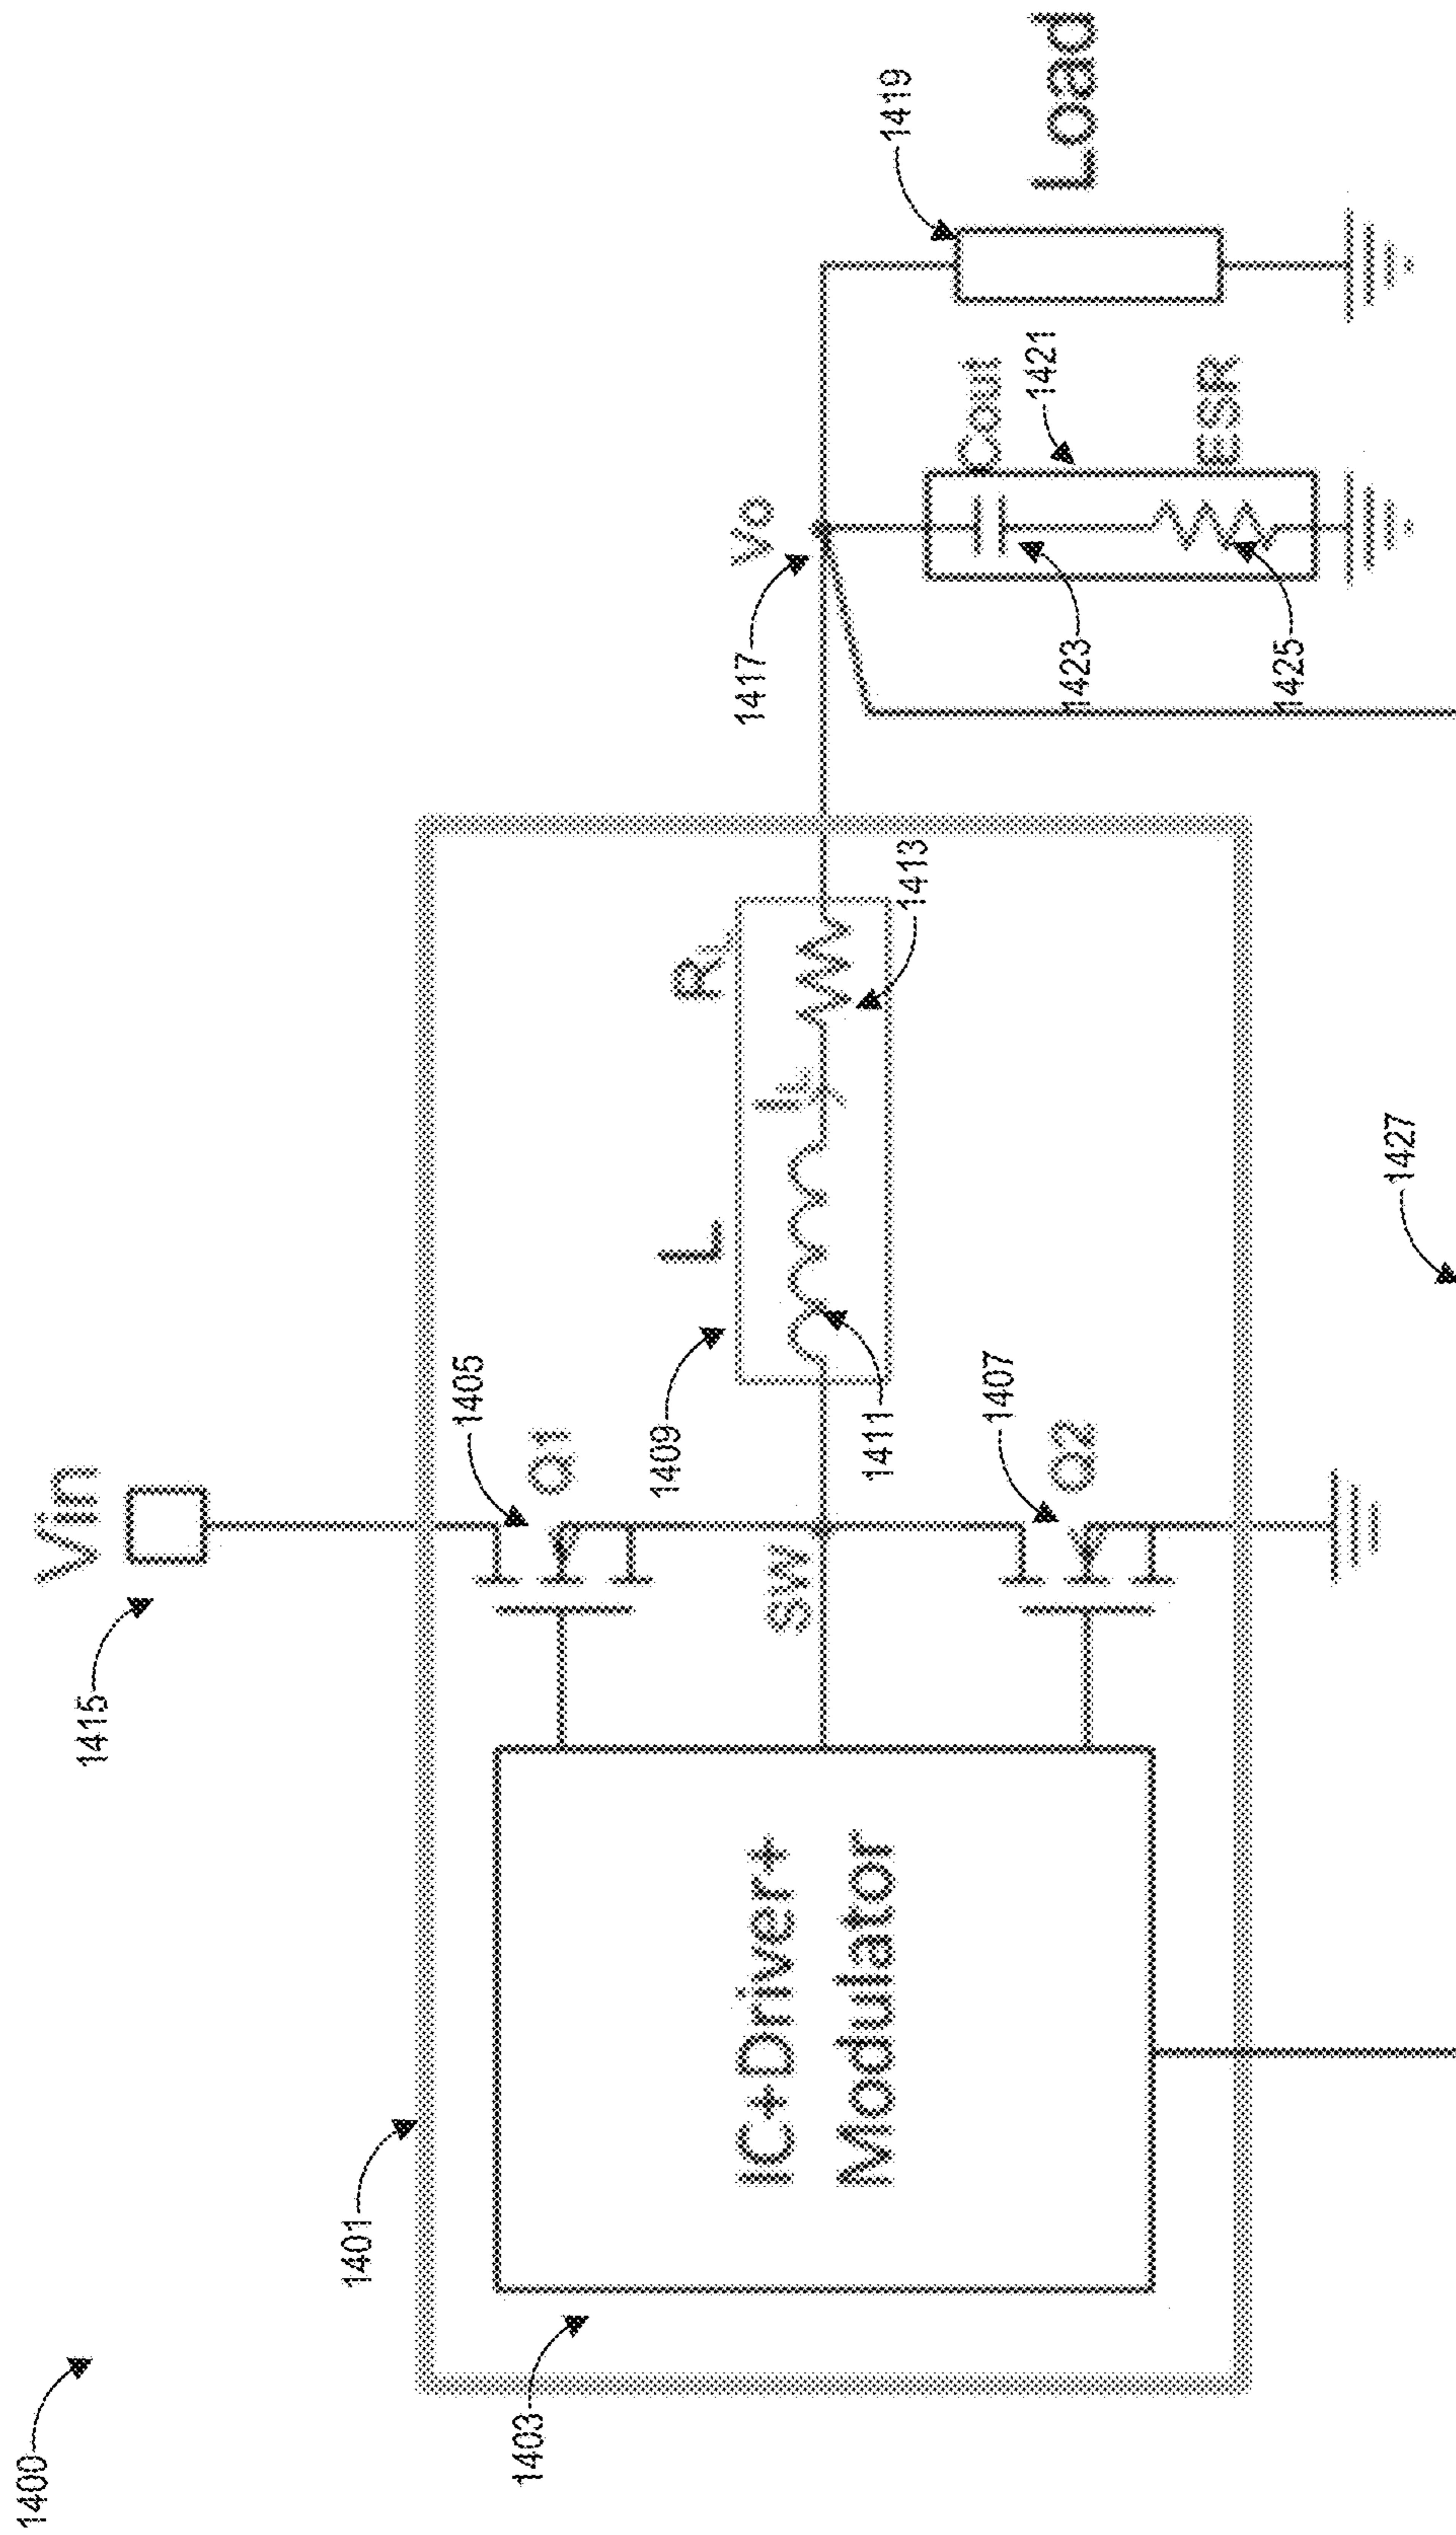 1400
1401
1403
IC+Driver+
Modulator
1415
Vin
1405
Q1
SW
1407
Q2
1409
L
1411
IL
RL
1413
1417
Vo
Cout
1421
1423
ESR
1425
1419
Load
1427